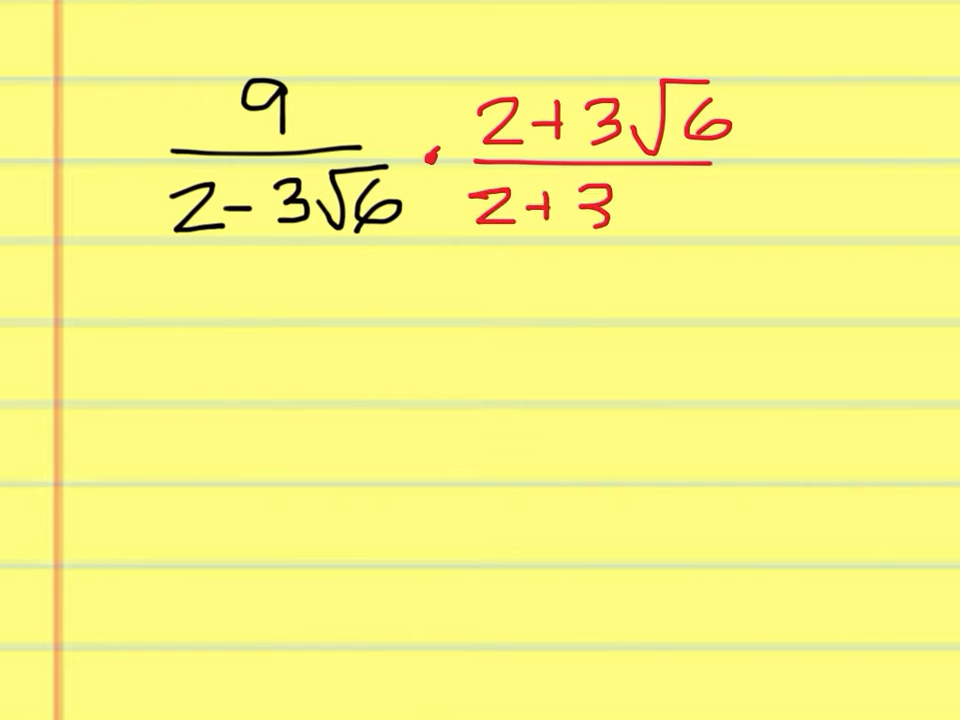 9/(2 - 3√6) · (2 + 3√6)/(2 + 3